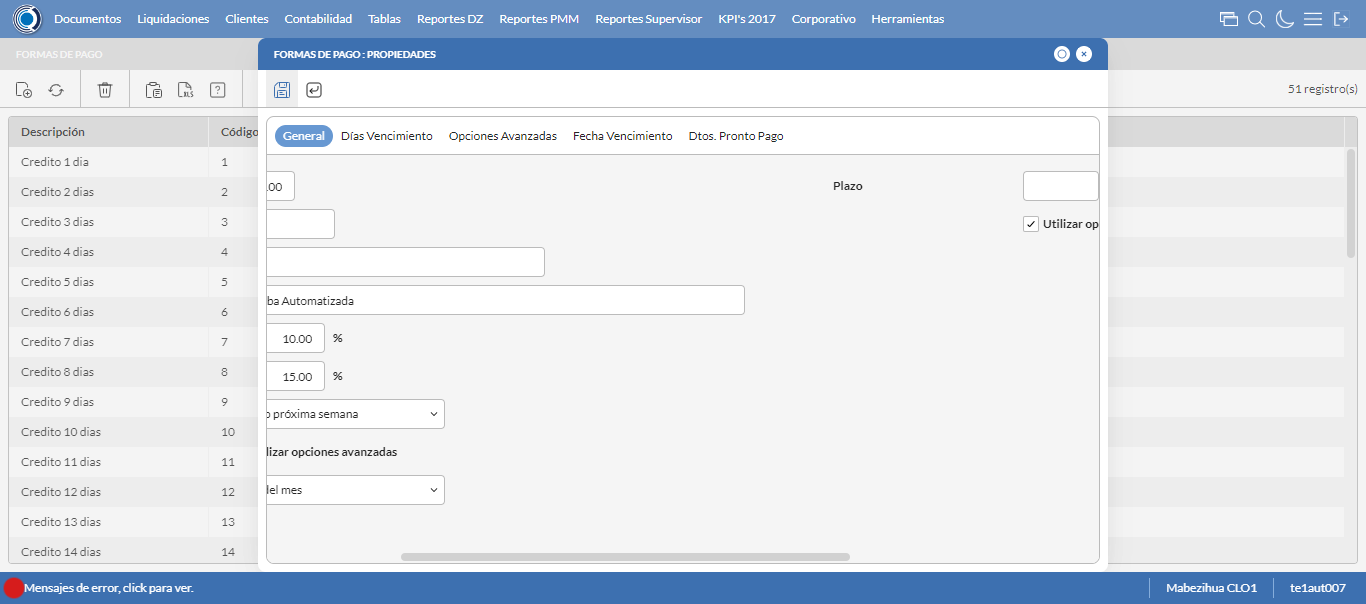 Documentos Liquidaciones Clientes Contabilidad Tablas Reportes DZ Reportes PMM Reportes Supervisor KPI's 2017 Corporativo Herramientas
FORMAS DE PAGO
FORMAS DE PAGO : PROPIEDADES
XLS ?
51 registro(s)
Descripción Código
General Días Vencimiento Opciones Avanzadas Fecha Vencimiento Dtos. Pronto Pago
Credito 1 dia 1
.00 Plazo
Credito 2 dias 2
Credito 3 dias 3
Utilizar op
Credito 4 dias 4
Credito 5 dias 5
ba Automatizada
Credito 6 dias 6
Credito 7 dias 7
10.00 %
Credito 8 dias 8
15.00 %
Credito 9 dias 9
o próxima semana
Credito 10 dias 10
Credito 11 dias 11
lizar opciones avanzadas
Credito 12 dias 12
del mes
Credito 13 dias 13
Credito 14 dias 14
Mensajes de error, click para ver. Mabezihua CLO1 te1aut007